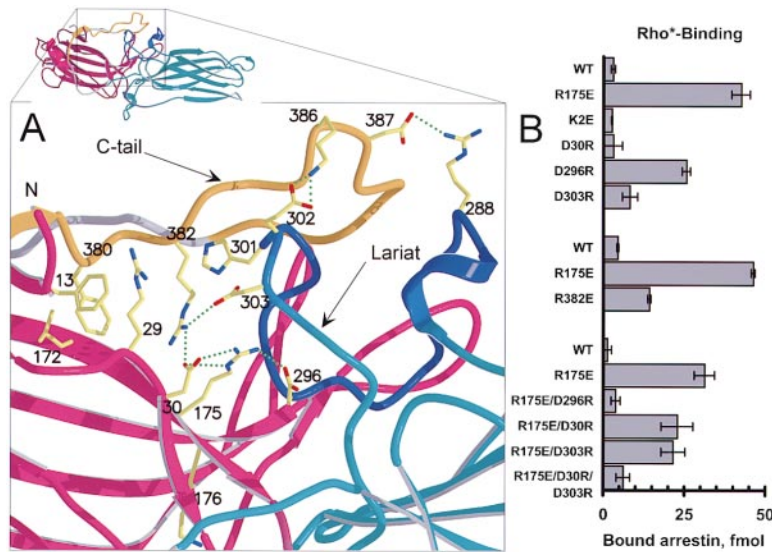 A
386
387
C-tail
N
302
288
382
380
301
Lariat
13
303
29
172
296
30
175
176
Rho*-Binding
B
WT
R175E
K2E
D30R
D296R
D303R
WT
R175E
R382E
WT
R175E
R175E/D296R
R175E/D30R
R175E/D303R
R175E/D30R/
D303R
0 25 50
Bound arrestin, fmol